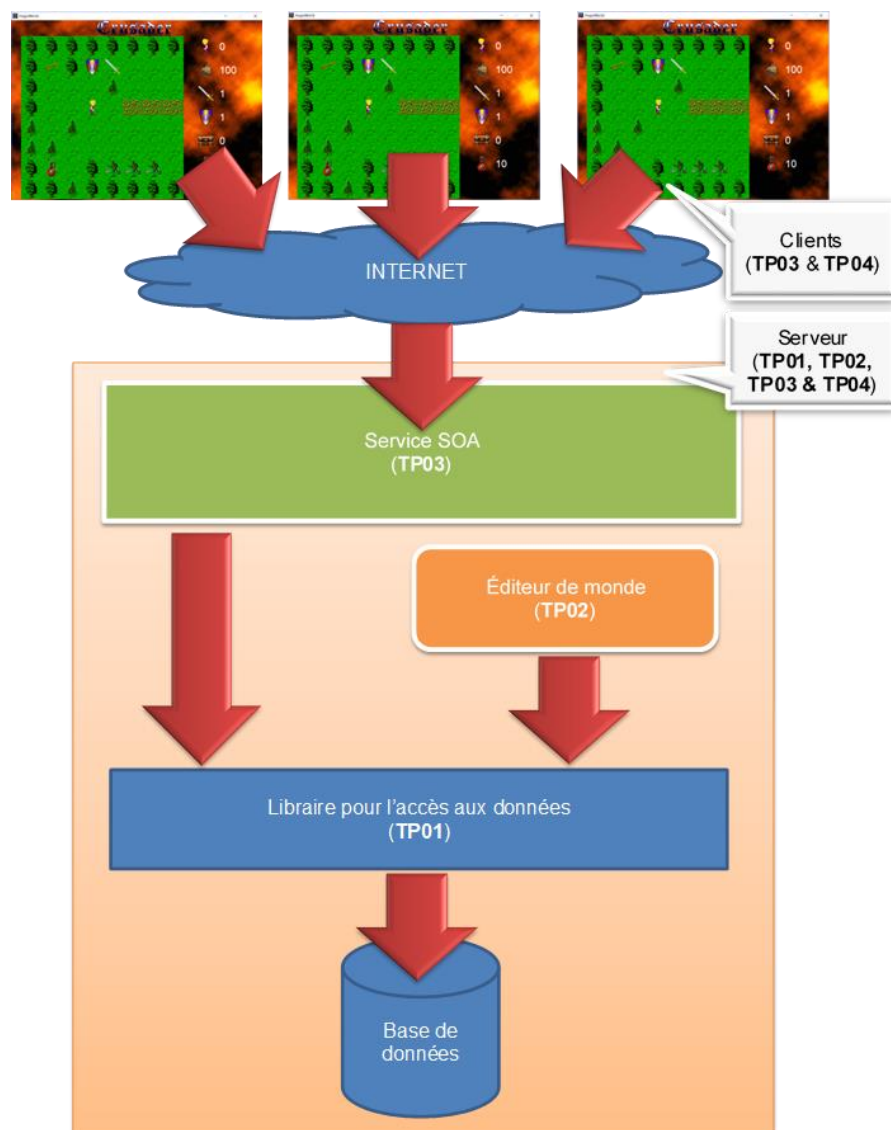 Crusader
Crusader
Crusader
0
100
1
1
0
0
100
1
1
0
10
0
100
1
1
0
10
Clients
(TP03 & TP04)
INTERNET
Serveur
(TP01, TP02,
TP03 & TP04)
Service SOA
(TP03)
Éditeur de monde
(TP02)
Libraire pour l'accès aux données
(TP01)
Base de
données